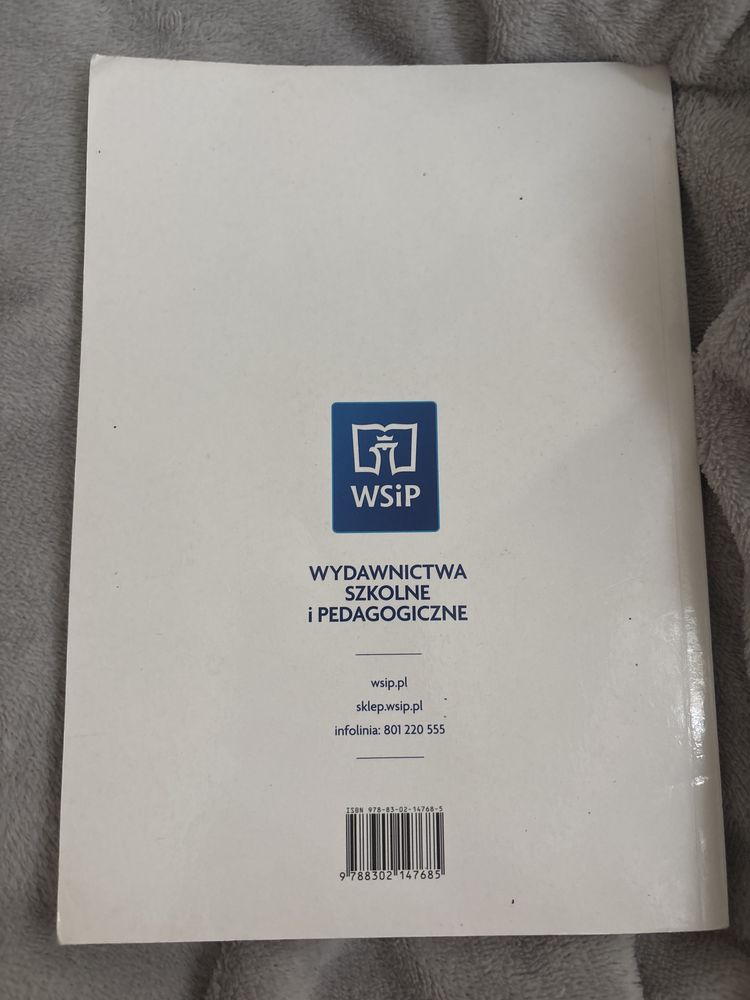 WSiP
WYDAWNICTWA
SZKOLNE
i PEDAGOGICZNE
wsip.pl
sklep.wsip.pl
infolinia: 801 220 555
ISBN 978-83-02-14768-5
9 788302 147685